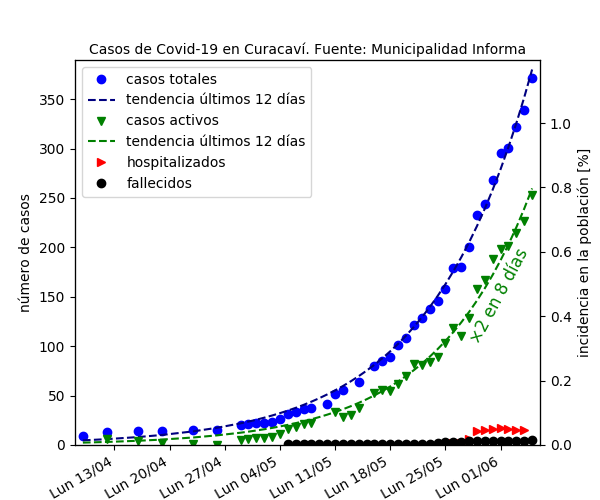 Casos de Covid-19 en Curacaví. Fuente: Municipalidad Informa
casos totales
tendencia últimos 12 días
casos activos
tendencia últimos 12 días
hospitalizados
fallecidos
número de casos
350
300
250
200
150
100
50
0
incidencia en la población [%]
1.0
0.8
0.6
0.4
0.2
0.0
×2 en 8 días
Lun 13/04
Lun 20/04
Lun 27/04
Lun 04/05
Lun 11/05
Lun 18/05
Lun 25/05
Lun 01/06